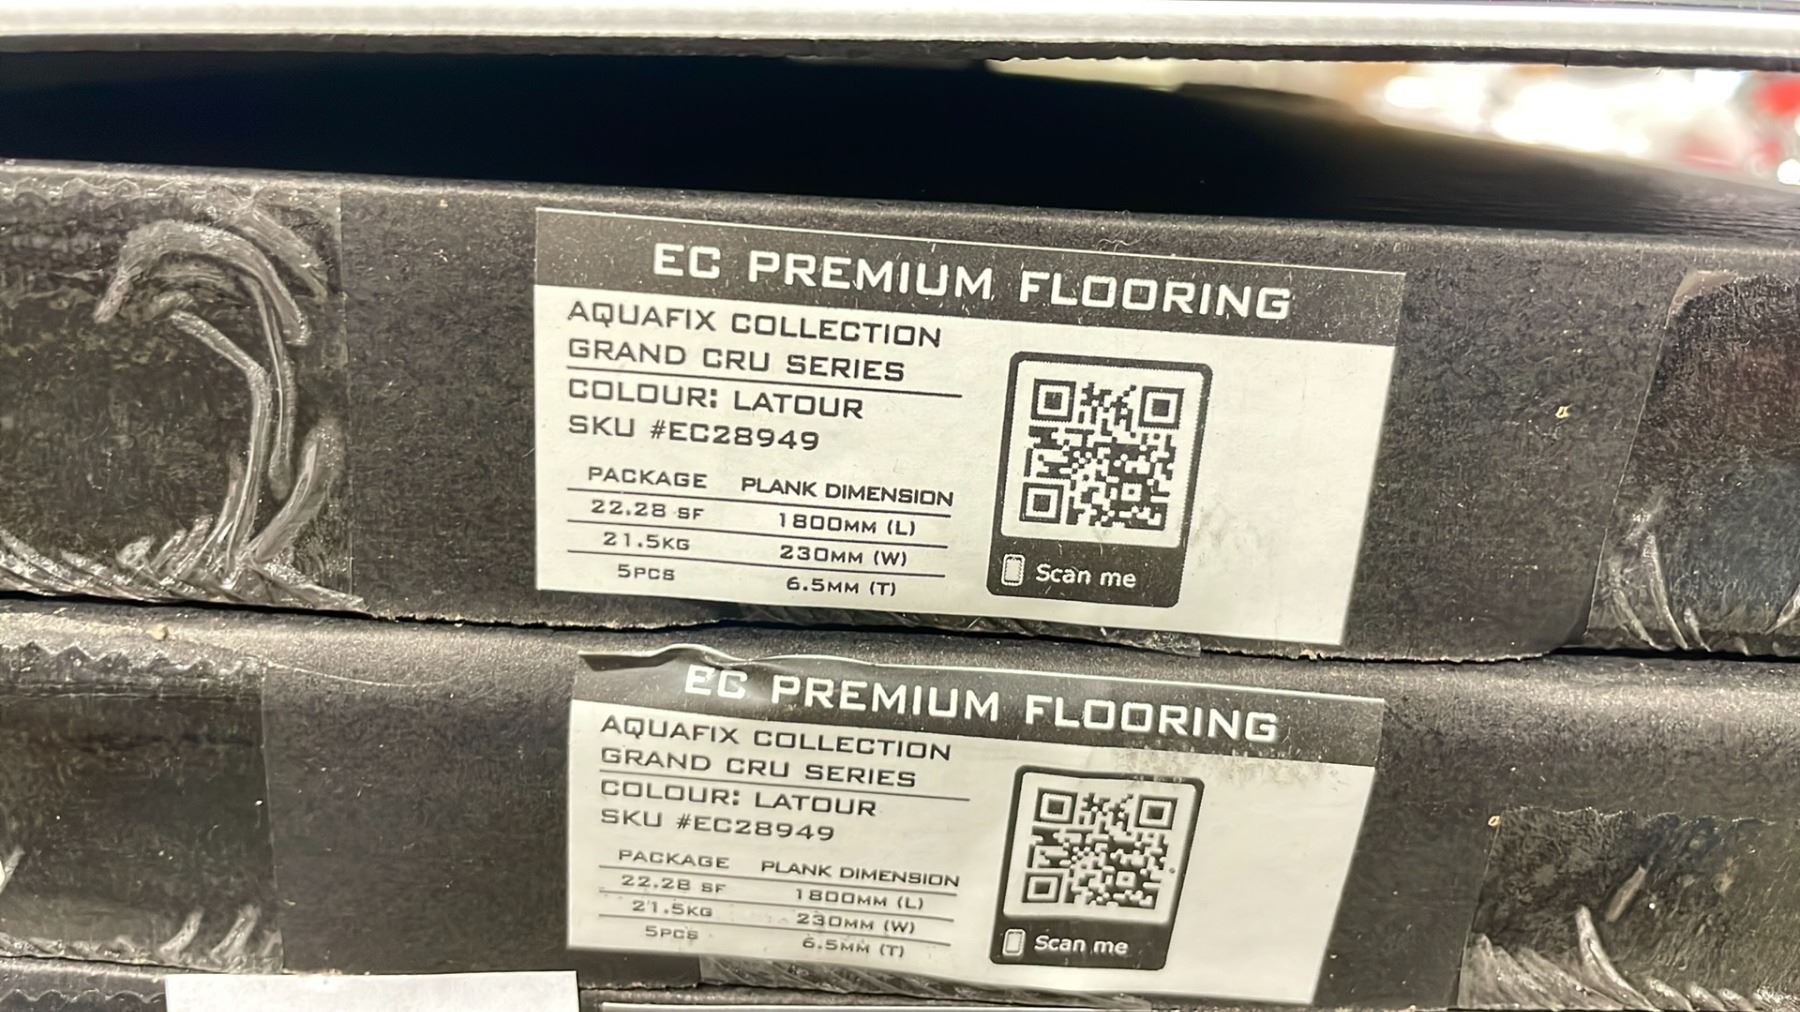 EC PREMIUM FLOORING
AQUAFIX COLLECTION
GRAND CRU SERIES
COLOUR: LATOUR
SKU #EC28949
PACKAGE PLANK DIMENSION
22.28 SF 1800MM (L)
21.5KG 230MM (W)
5PCS 6.5MM (T)
Scan me
EC PREMIUM FLOORING
AQUAFIX COLLECTION
GRAND CRU SERIES
COLOUR: LATOUR
SKU #EC28949
PACKAGE PLANK DIMENSION
22.28 SF 1800MM (L)
21.5KG 230MM (W)
5PCS 6.5MM (T)
Scan me